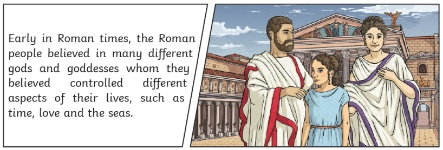 Early in Roman times, the Roman
people believed in many different
gods and goddesses whom they
believed controlled different
aspects of their lives, such as
time, love and the seas.